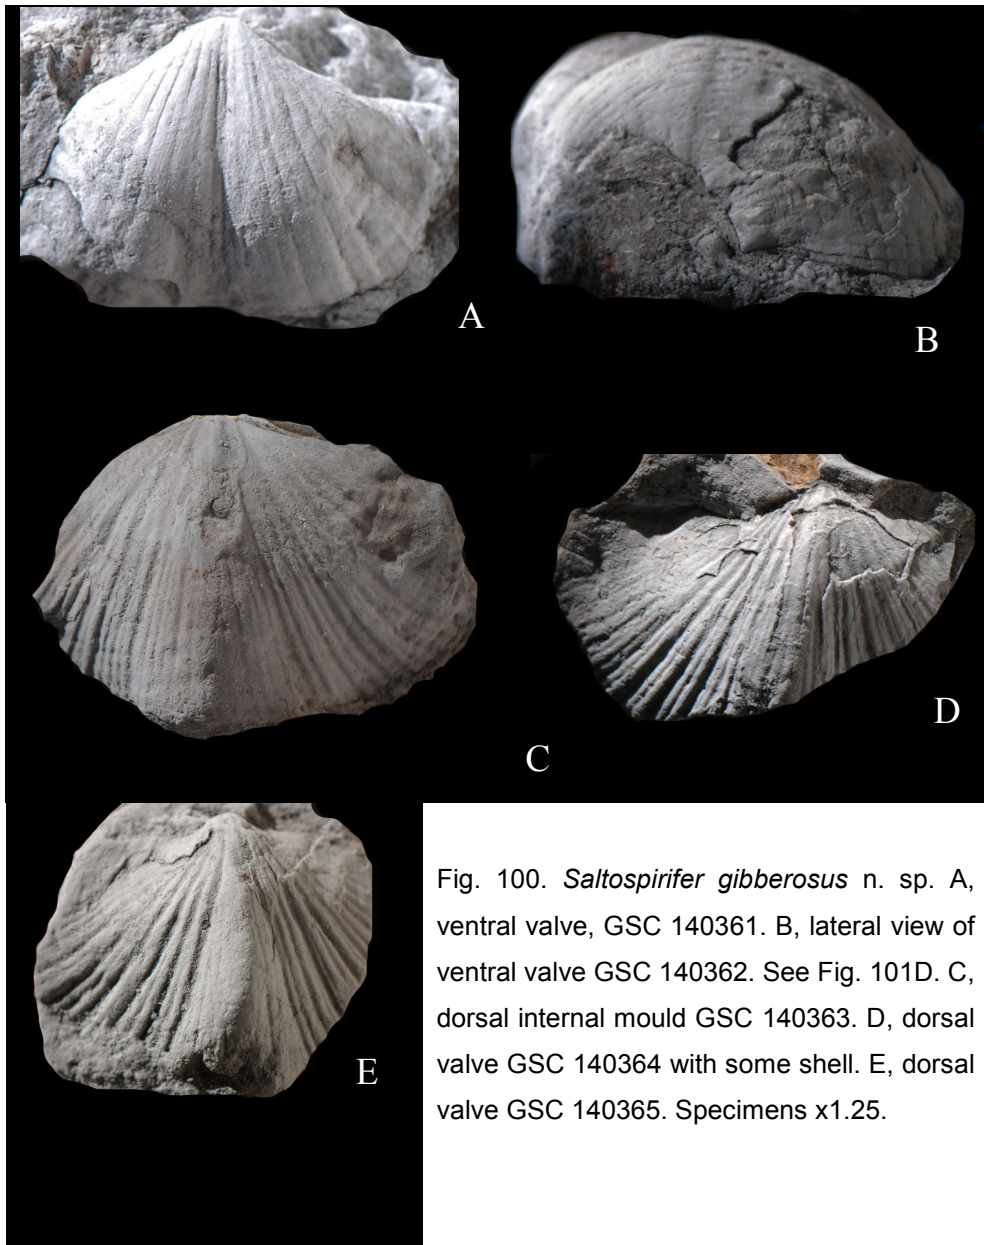 A
B
C
D
E
Fig. 100. Saltospirifer gibberosus n. sp. A,
ventral valve, GSC 140361. B, lateral view of
ventral valve GSC 140362. See Fig. 101D. C,
dorsal internal mould GSC 140363. D, dorsal
valve GSC 140364 with some shell. E, dorsal
valve GSC 140365. Specimens x1.25.